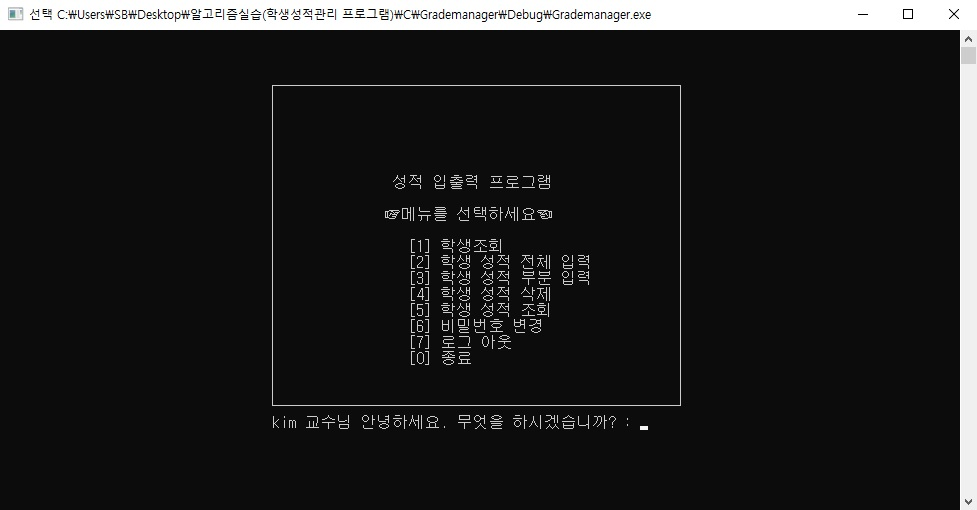 선택 C:₩Users₩SB₩Desktop₩알고리즘실습(학생성적관리 프로그램)₩C₩Grademanager₩Debug₩Grademanager.exe
성적 입출력 프로그램
☞메뉴를 선택하세요☜
[1] 학생조회
[2] 학생 성적 전체 입력
[3] 학생 성적 부분 입력
[4] 학생 성적 삭제
[5] 학생 성적 조회
[6] 비밀번호 변경
[7] 로그 아웃
[0] 종료
kim 교수님 안녕하세요. 무엇을 하시겠습니까? :